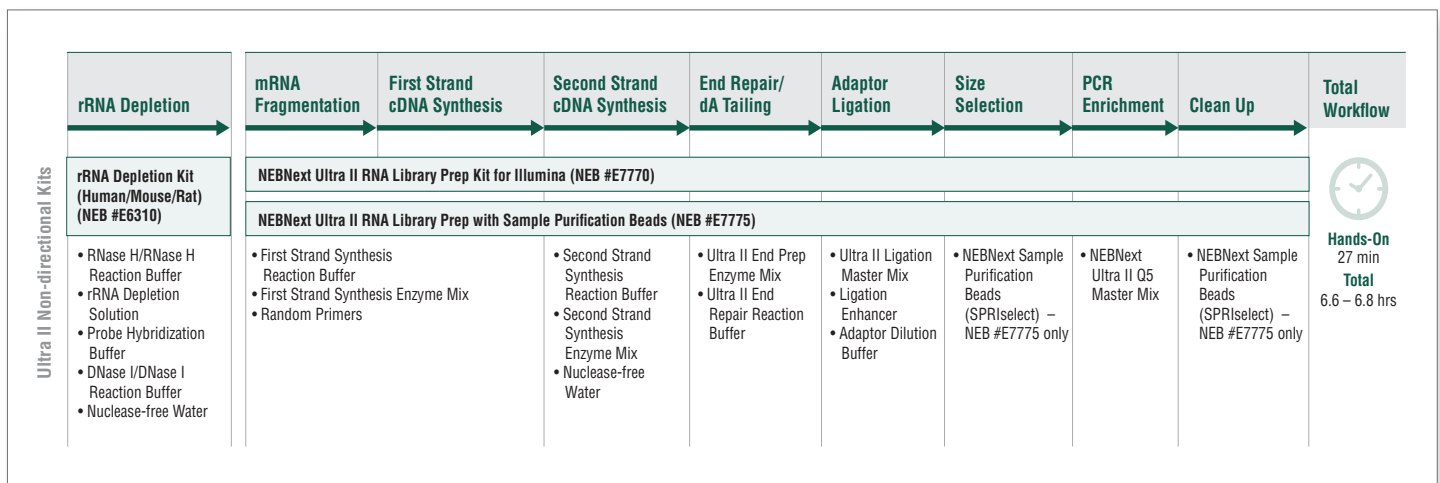 rRNA Depletion
mRNA
Fragmentation
First Strand
cDNA Synthesis
Second Strand
cDNA Synthesis
End Repair/
dA Tailing
Adaptor
Ligation
Size
Selection
PCR
Enrichment
Clean Up
Total
Workflow
Ultra II Non-directional Kits
rRNA Depletion Kit
(Human/Mouse/Rat)
(NEB #E6310)
NEBNext Ultra II RNA Library Prep Kit for Illumina (NEB #E7770)
NEBNext Ultra II RNA Library Prep with Sample Purification Beads (NEB #E7775)
• RNase H/RNase H
Reaction Buffer
• rRNA Depletion
Solution
• Probe Hybridization
Buffer
• DNase I/DNase I
Reaction Buffer
• Nuclease-free Water
• First Strand Synthesis
Reaction Buffer
• First Strand Synthesis Enzyme Mix
• Random Primers
• Second Strand
Synthesis
Reaction Buffer
• Second Strand
Synthesis
Enzyme Mix
• Nuclease-free
Water
• Ultra II End Prep
Enzyme Mix
• Ultra II End
Repair Reaction
Buffer
• Ultra II Ligation
Master Mix
• Ligation
Enhancer
• Adaptor Dilution
Buffer
• NEBNext Sample
Purification
Beads
(SPRIselect) –
NEB #E7775 only
• NEBNext
Ultra II Q5
Master Mix
• NEBNext Sample
Purification
Beads
(SPRIselect) –
NEB #E7775 only
Hands-On
27 min
Total
6.6 – 6.8 hrs